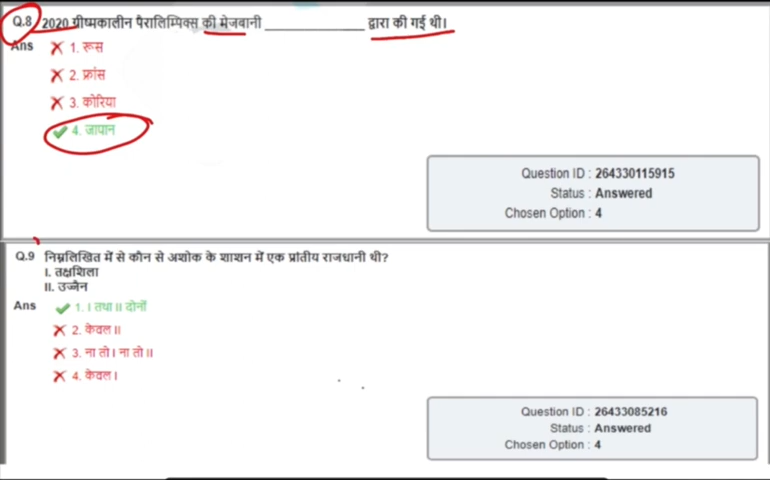 Q.8 2020 ग्रीष्मकालीन पैरालिम्पिक्स की मेजबानी ____________ द्वारा की गई थी।
Ans 1. रूस
2. फ्रांस
3. कोरिया
4. जापान
Question ID : 264330115915
Status : Answered
Chosen Option : 4
Q.9 निम्नलिखित में से कौन से अशोक के शाशन में एक प्रांतीय राजधानी थी?
I. तक्षशिला
II. उज्जैन
Ans 1. I तथा II दोनों
2. केवल II
3. ना तो I ना तो II
4. केवल I
Question ID : 26433085216
Status : Answered
Chosen Option : 4